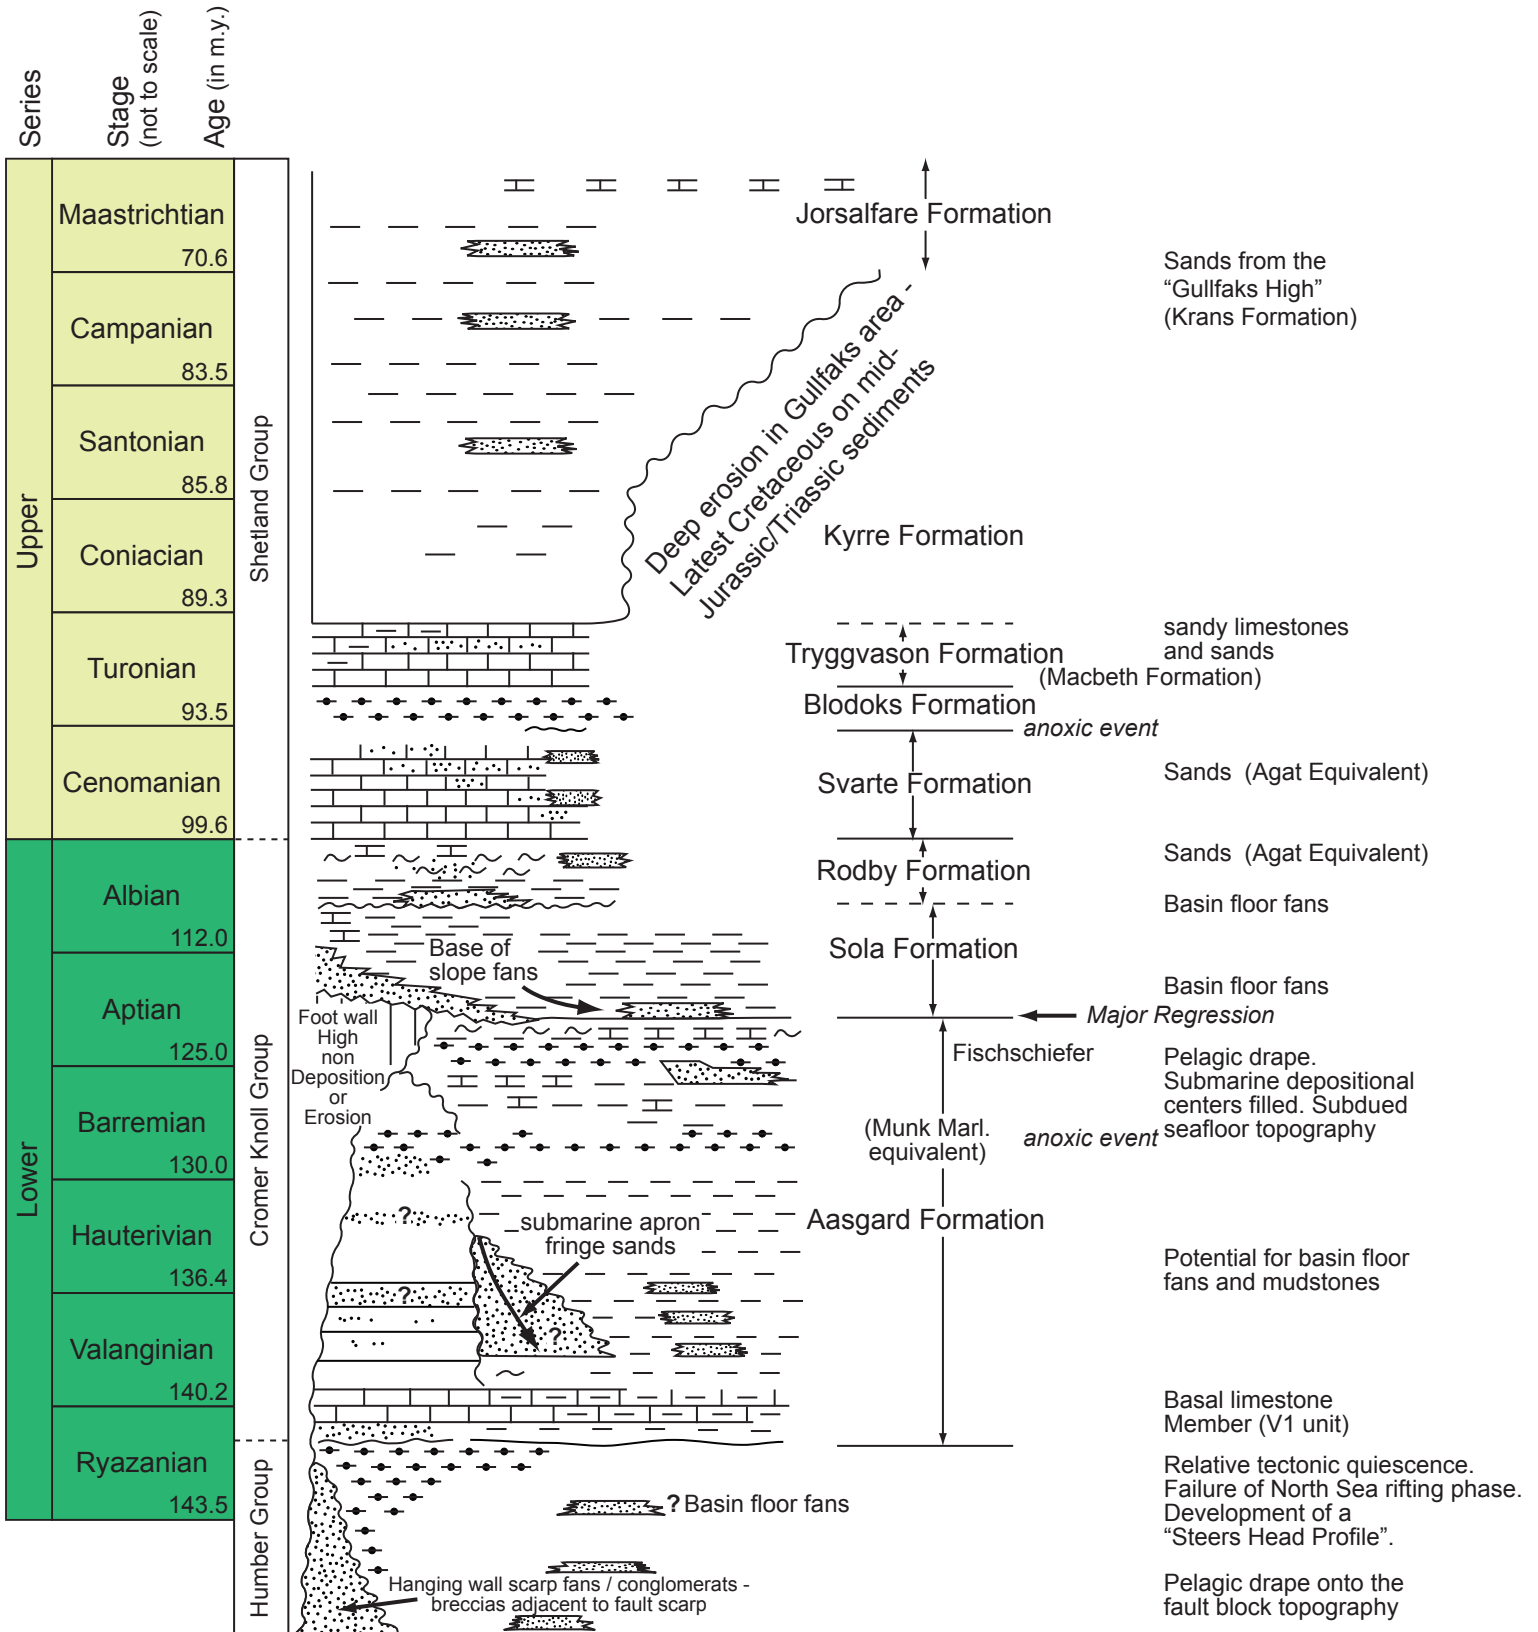 Series
Stage
(not to scale)
Age (in m.y.)
Upper
Lower
Maastrichtian
70.6
Campanian
83.5
Santonian
85.8
Coniacian
89.3
Turonian
93.5
Cenomanian
99.6
Albian
112.0
Aptian
125.0
Barremian
130.0
Hauterivian
136.4
Valanginian
140.2
Ryazanian
143.5
Shetland Group
Cromer Knoll Group
Humber Group
Deep erosion in Gullfaks area -
Latest Cretaceous on mid-
Jurassic/Triassic sediments
Base of
slope fans
Foot wall
High
non
Deposition
or
Erosion
?
submarine apron
fringe sands
?
?
? Basin floor fans
Hanging wall scarp fans / conglomerats -
breccias adjacent to fault scarp
Jorsalfare Formation
Kyrre Formation
Tryggvason Formation
(Macbeth Formation)
Blodoks Formation
anoxic event
Svarte Formation
Rodby Formation
Sola Formation
Major Regression
Fischschiefer
(Munk Marl.
equivalent)
anoxic event
Aasgard Formation
Sands from the
“Gullfaks High”
(Krans Formation)
sandy limestones
and sands
Sands (Agat Equivalent)
Sands (Agat Equivalent)
Basin floor fans
Basin floor fans
Pelagic drape.
Submarine depositional
centers filled. Subdued
seafloor topography
Potential for basin floor
fans and mudstones
Basal limestone
Member (V1 unit)
Relative tectonic quiescence.
Failure of North Sea rifting phase.
Development of a
“Steers Head Profile”.
Pelagic drape onto the
fault block topography